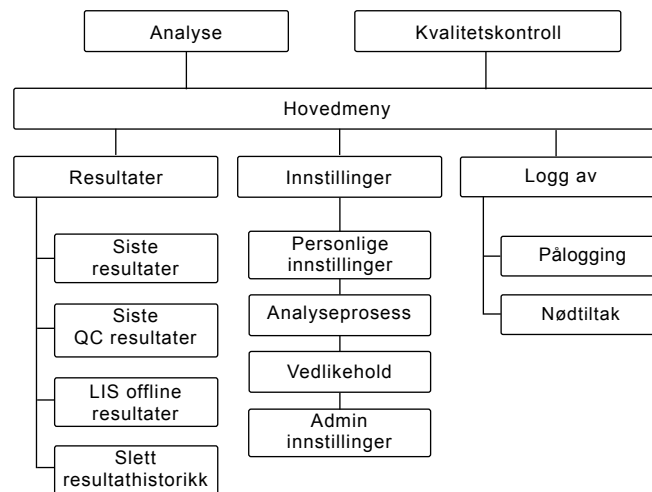 Analyse
Kvalitetskontroll
Hovedmeny
Resultater
Innstillinger
Logg av
Siste
resultater
Siste
QC resultater
LIS offline
resultater
Slett
resultathistorikk
Personlige
innstillinger
Analyseprosess
Vedlikehold
Admin
innstillinger
Pålogging
Nødtiltak